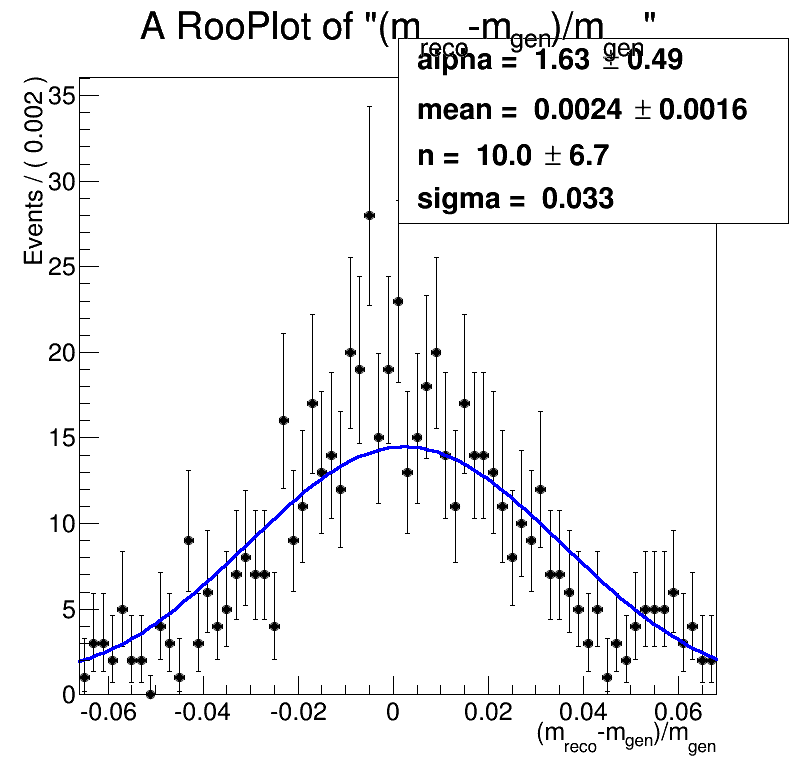 A RooPlot of "(m_reco-m_gen)/m_gen"
alpha = 1.63 ± 0.49
mean = 0.0024 ± 0.0016
n = 10.0 ± 6.7
sigma = 0.033
Events / ( 0.002 )
35
30
25
20
15
10
5
0
-0.06 -0.04 -0.02 0 0.02 0.04 0.06
(m_reco-m_gen)/m_gen